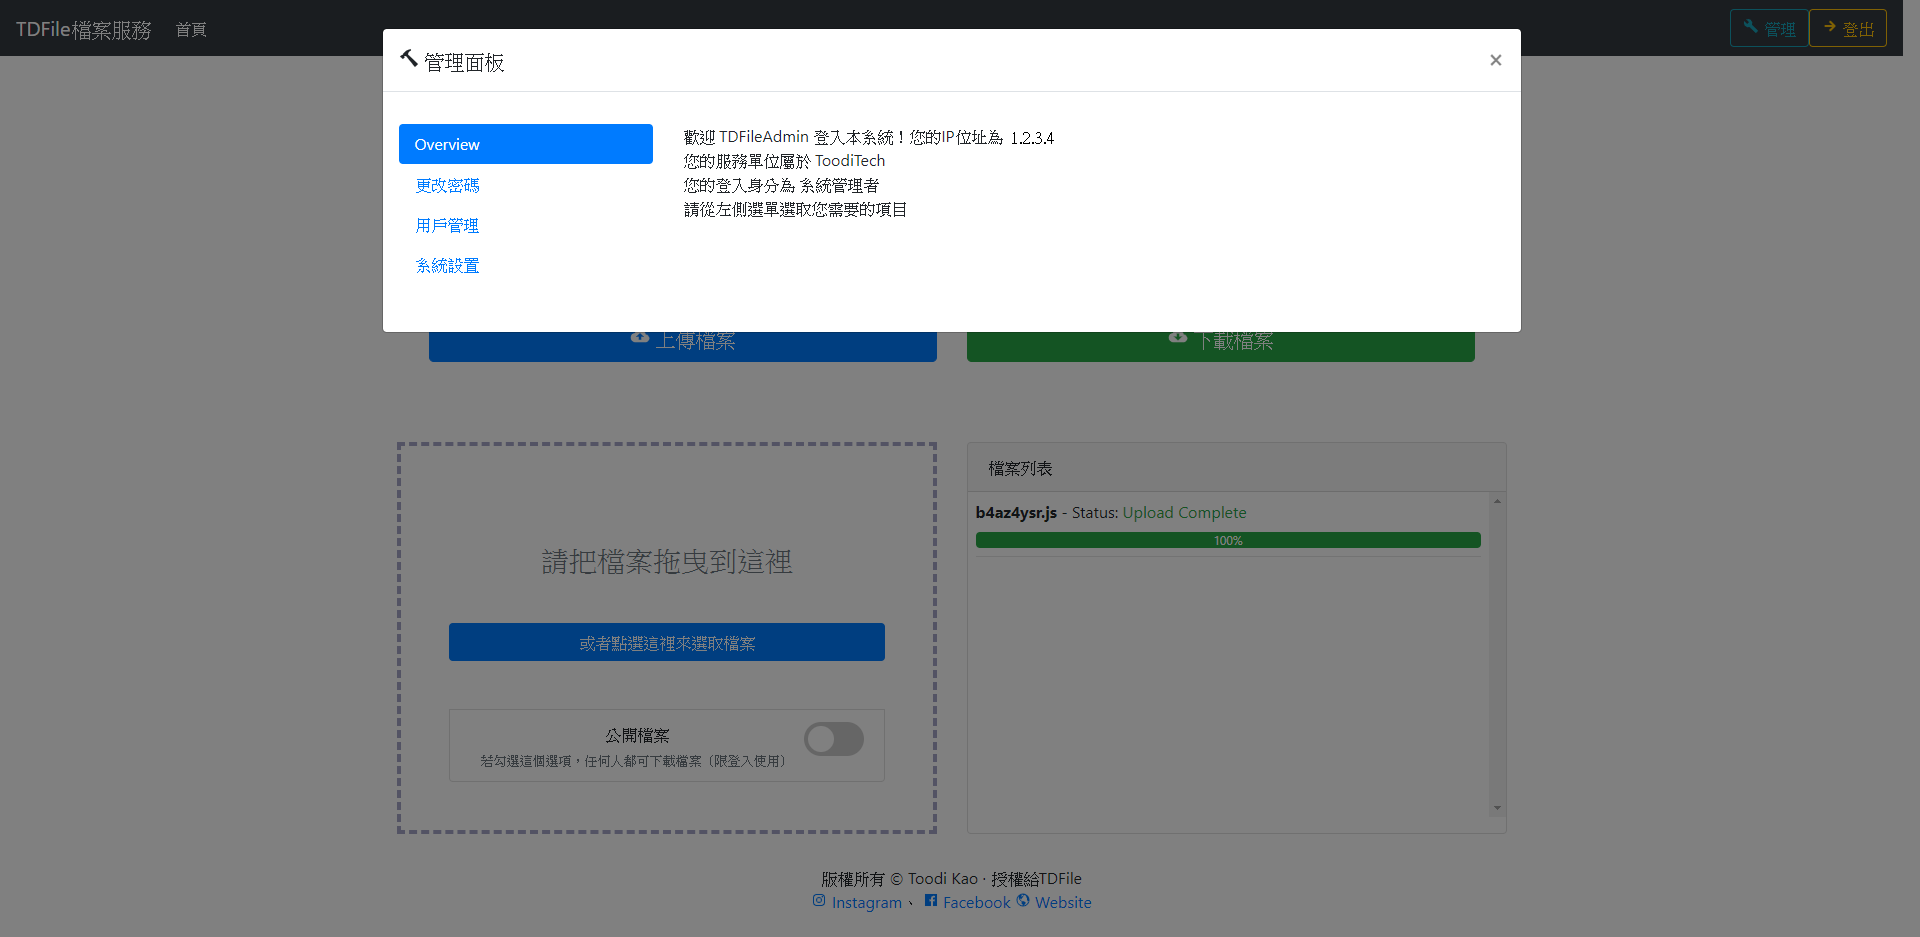 TDFile檔案服務 首頁 管理 登出
管理面板 ×
Overview
更改密碼
用戶管理
系統設置
歡迎 TDFileAdmin 登入本系統！您的IP位址為 1.2.3.4
您的服務單位屬於 ToodiTech
您的登入身分為 系統管理者
請從左側選單選取您需要的項目
上傳檔案 下載檔案
請把檔案拖曳到這裡
或者點選這裡來選取檔案
公開檔案
若勾選這個選項，任何人都可下載檔案（限登入使用）
檔案列表
b4az4ysr.js - Status: Upload Complete
100%
版權所有 © Toodi Kao · 授權給TDFile
Instagram、 Facebook Website